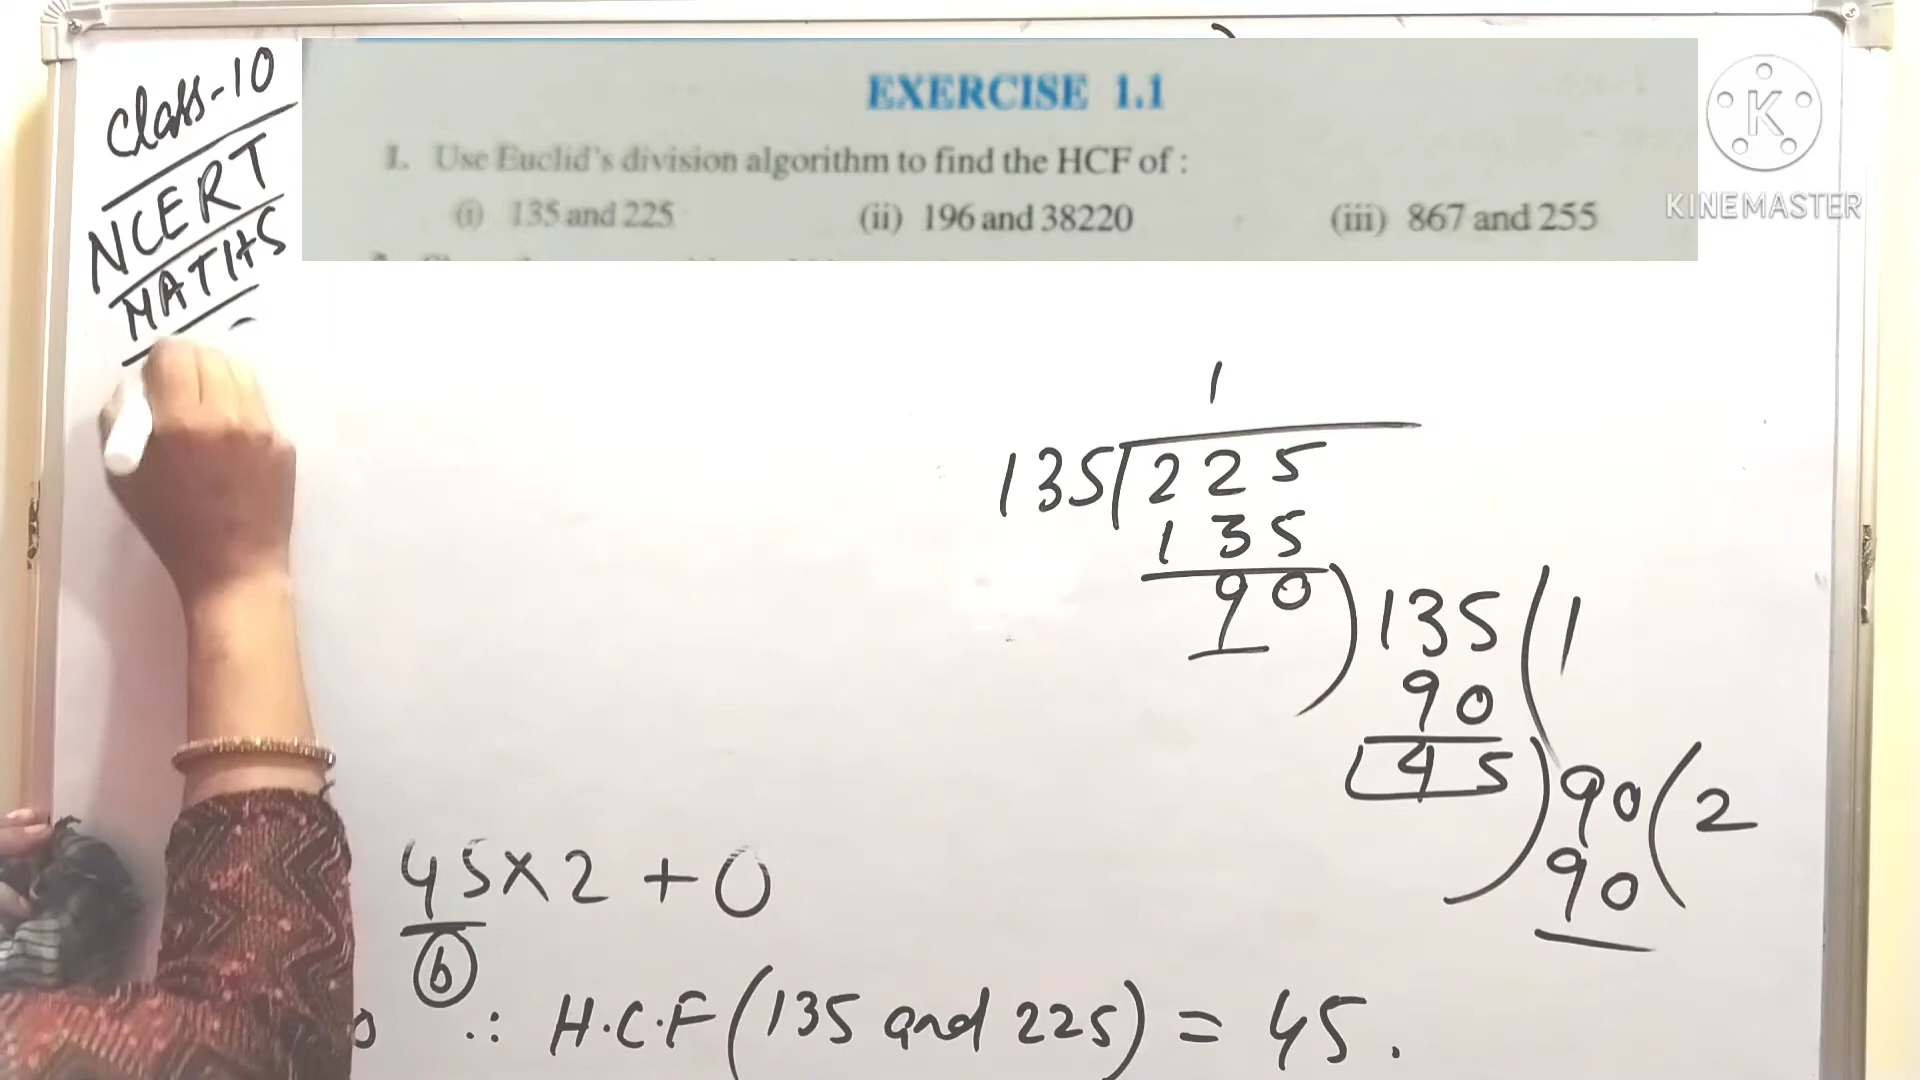 Class-10
NCERT
MATHS
EXERCISE 1.1
1. Use Euclid's division algorithm to find the HCF of :
(i) 135 and 225 (ii) 196 and 38220 (iii) 867 and 255
KINEMASTER
1
135 225
135
90 ) 135 ( 1
90
45 ) 90 ( 2
90
45 × 2 + 0
b
∴ H.C.F (135 and 225) = 45.